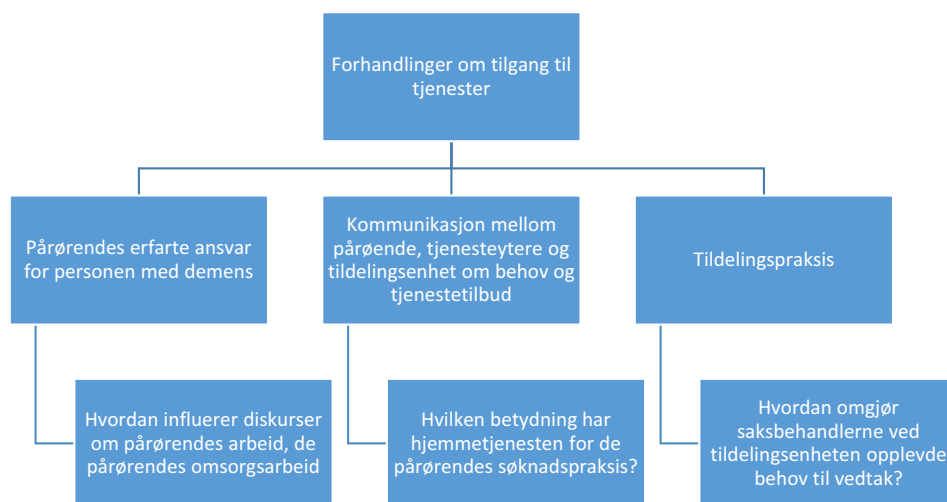 Forhandlinger om tilgang til
tjenester
Pårørendes erfarte ansvar
for personen med demens
Kommunikasjon mellom
pårøende, tjenesteytere og
tildelingsenhet om behov og
tjenestetilbud
Tildelingspraksis
Hvordan influerer diskurser
om pårørendes arbeid, de
pårørendes omsorgsarbeid
Hvilken betydning har
hjemmetjenesten for de
pårørendes søknadspraksis?
Hvordan omgjør
saksbehandlerne ved
tildelingsenheten opplevde
behov til vedtak?